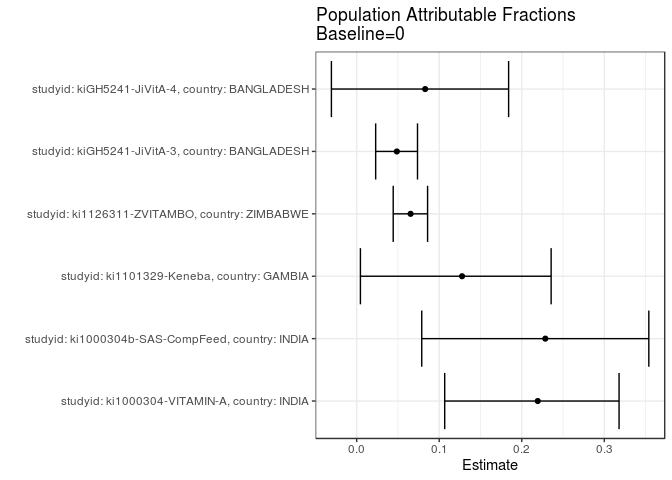 Population Attributable Fractions
Baseline=0
studyid: kiGH5241-JiVitA-4, country: BANGLADESH
studyid: kiGH5241-JiVitA-3, country: BANGLADESH
studyid: ki1126311-ZVITAMBO, country: ZIMBABWE
studyid: ki1101329-Keneba, country: GAMBIA
studyid: ki1000304b-SAS-CompFeed, country: INDIA
studyid: ki1000304-VITAMIN-A, country: INDIA
0.0 0.1 0.2 0.3
Estimate